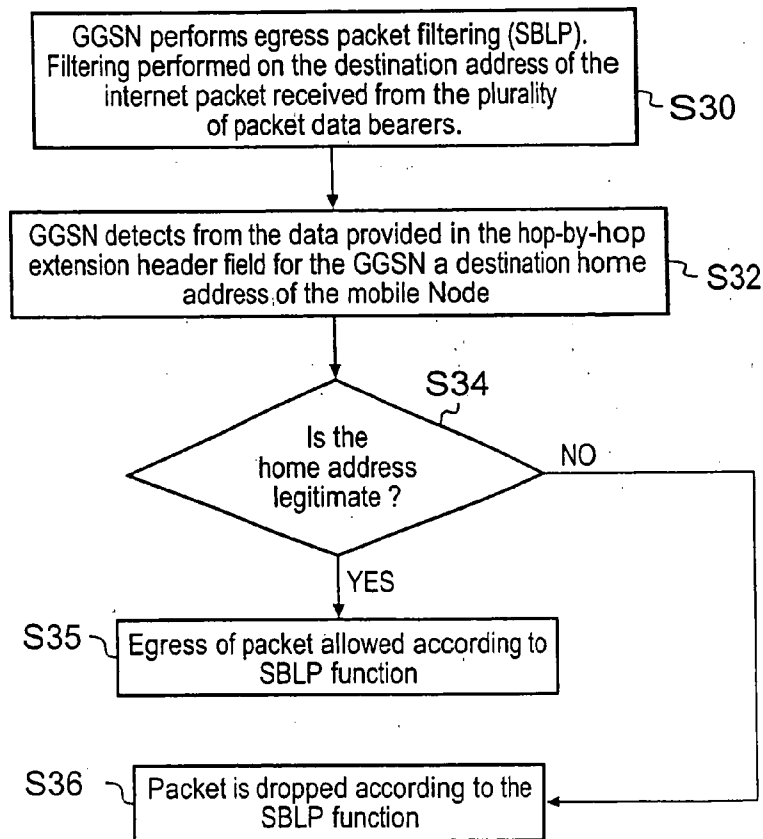 GGSN performs egress packet filtering (SBLP).
Filtering performed on the destination address of the
internet packet received from the plurality
of packet data bearers.
S30
GGSN detects from the data provided in the hop-by-hop
extension header field for the GGSN a destination home
address of the mobile Node
S32
S34
Is the
home address
legitimate ?
NO
YES
S35
Egress of packet allowed according to
SBLP function
S36
Packet is dropped according to the
SBLP function